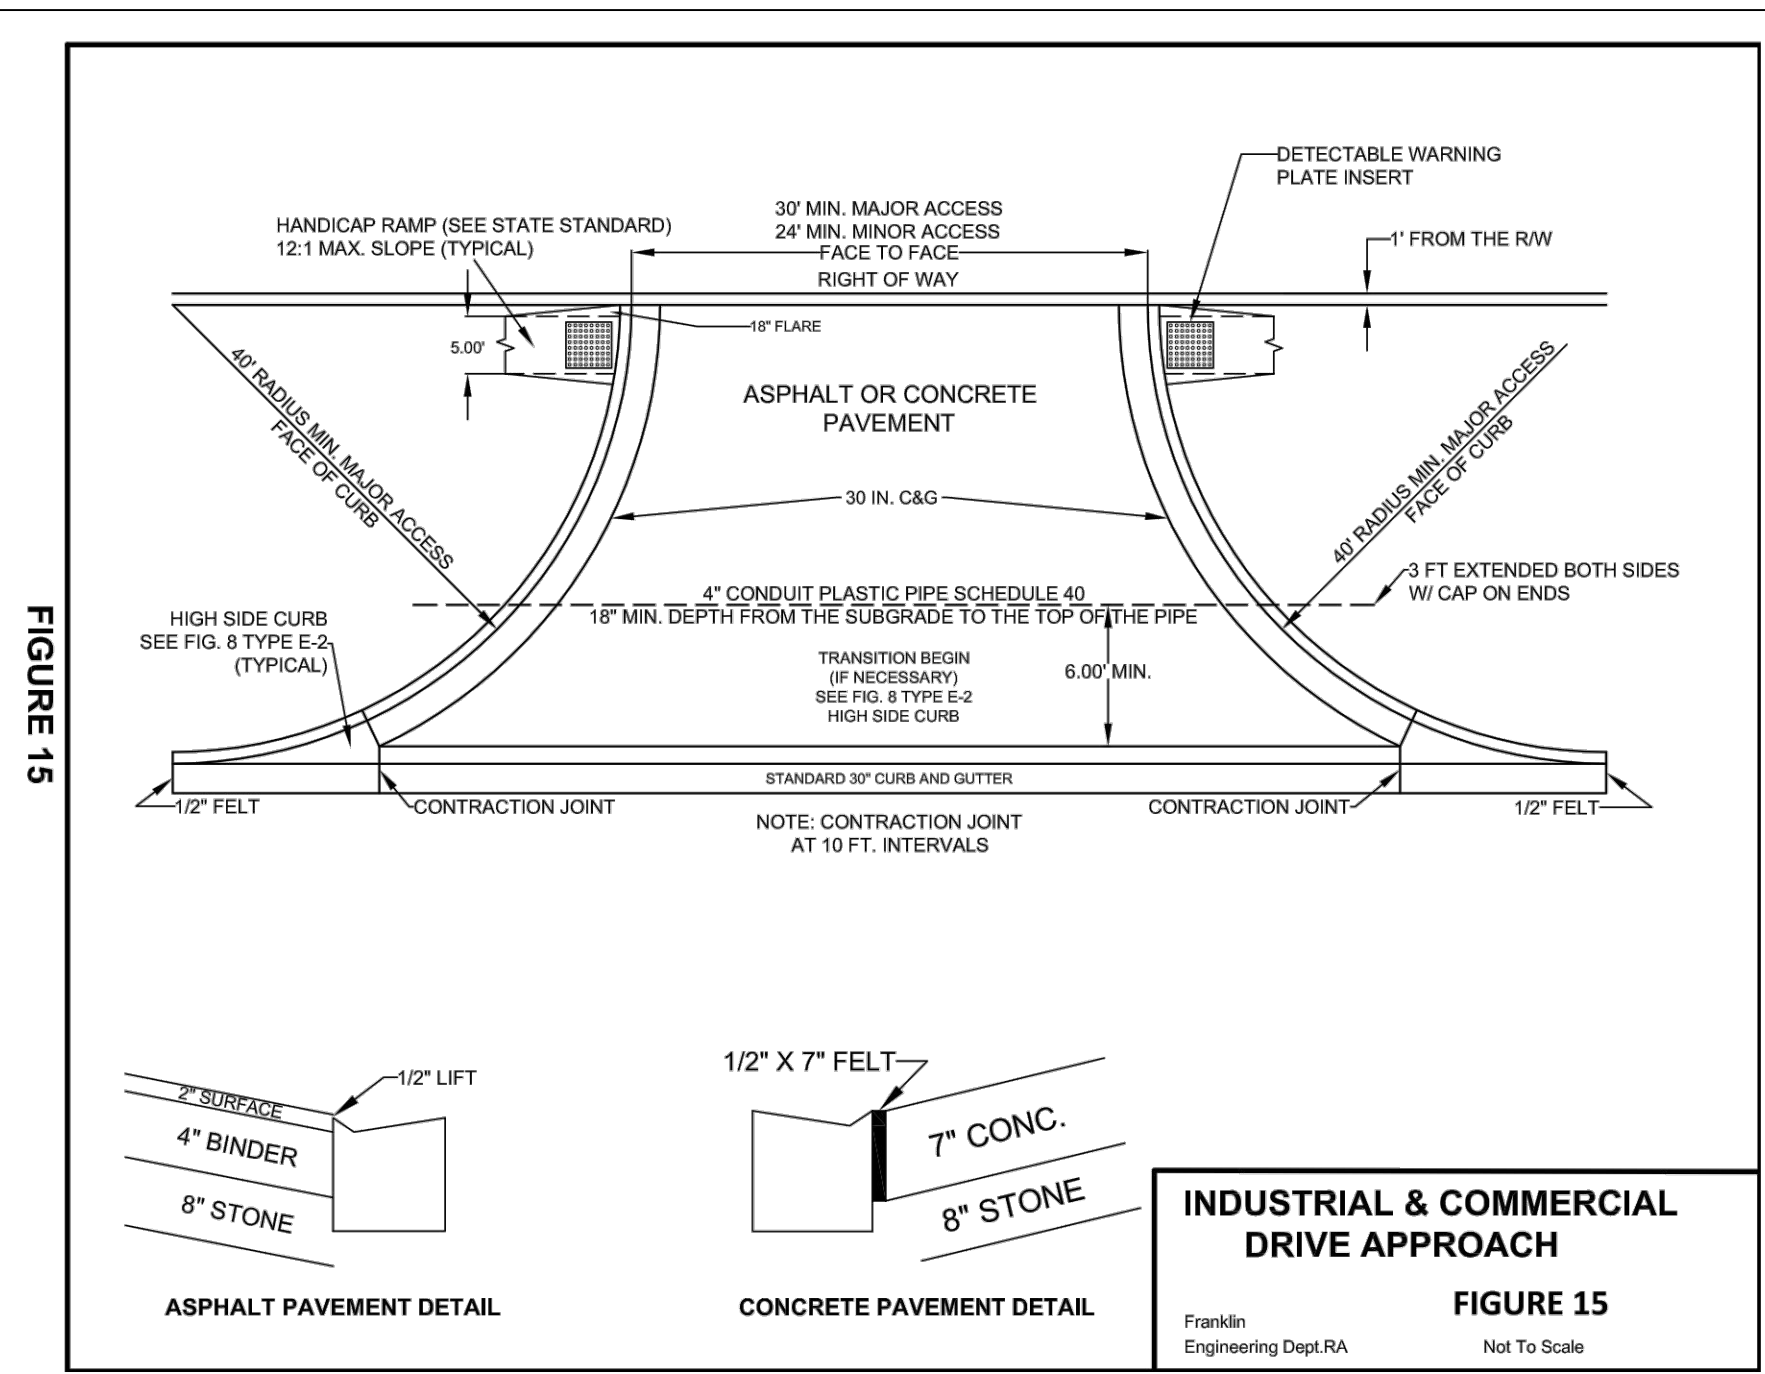 DETECTABLE WARNING
PLATE INSERT
30' MIN. MAJOR ACCESS
24' MIN. MINOR ACCESS
FACE TO FACE
RIGHT OF WAY
HANDICAP RAMP (SEE STATE STANDARD)
12:1 MAX. SLOPE (TYPICAL)
1' FROM THE R/W
18" FLARE
5.00'
40' RADIUS MIN. MAJOR ACCESS
FACE OF CURB
ASPHALT OR CONCRETE
PAVEMENT
40' RADIUS MIN. MAJOR ACCESS
FACE OF CURB
30 IN. C&G
3 FT EXTENDED BOTH SIDES
W/ CAP ON ENDS
4" CONDUIT PLASTIC PIPE SCHEDULE 40
18" MIN. DEPTH FROM THE SUBGRADE TO THE TOP OF THE PIPE
HIGH SIDE CURB
SEE FIG. 8 TYPE E-2
(TYPICAL)
TRANSITION BEGIN
(IF NECESSARY)
SEE FIG. 8 TYPE E-2
HIGH SIDE CURB
6.00' MIN.
FIGURE 15
STANDARD 30" CURB AND GUTTER
1/2" FELT
CONTRACTION JOINT
CONTRACTION JOINT
1/2" FELT
NOTE: CONTRACTION JOINT
AT 10 FT. INTERVALS
1/2" LIFT
2" SURFACE
4" BINDER
8" STONE
ASPHALT PAVEMENT DETAIL
1/2" X 7" FELT
7" CONC.
8" STONE
CONCRETE PAVEMENT DETAIL
INDUSTRIAL & COMMERCIAL
DRIVE APPROACH
FIGURE 15
Franklin
Engineering Dept.RA
Not To Scale